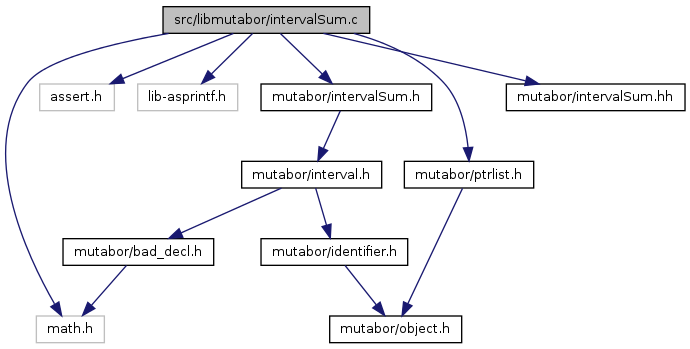 src/libmutabor/intervalSum.c
assert.h
lib-asprintf.h
mutabor/intervalSum.h
mutabor/intervalSum.hh
mutabor/interval.h
mutabor/ptrlist.h
mutabor/bad_decl.h
mutabor/identifier.h
math.h
mutabor/object.h